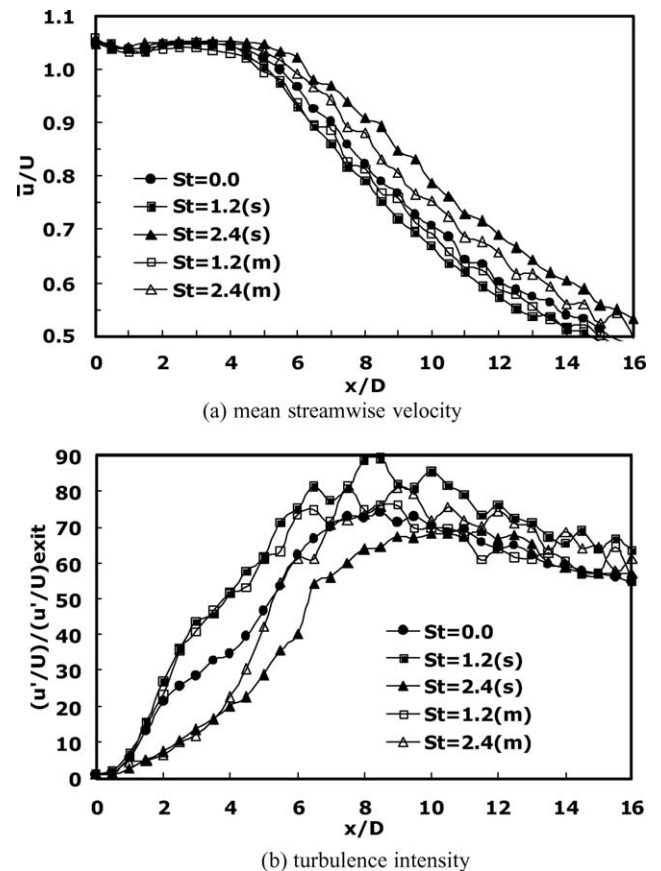 1.1
1.0
0.9
0.8
0.7
0.6
0.5
u̅/U
St=0.0
St=1.2(s)
St=2.4(s)
St=1.2(m)
St=2.4(m)
0 2 4 6 8 10 12 14 16
x/D
(a) mean streamwise velocity
90
80
70
60
50
40
30
20
10
0
(u'/U)/(u'/U)exit
St=0.0
St=1.2(s)
St=2.4(s)
St=1.2(m)
St=2.4(m)
0 2 4 6 8 10 12 14 16
x/D
(b) turbulence intensity